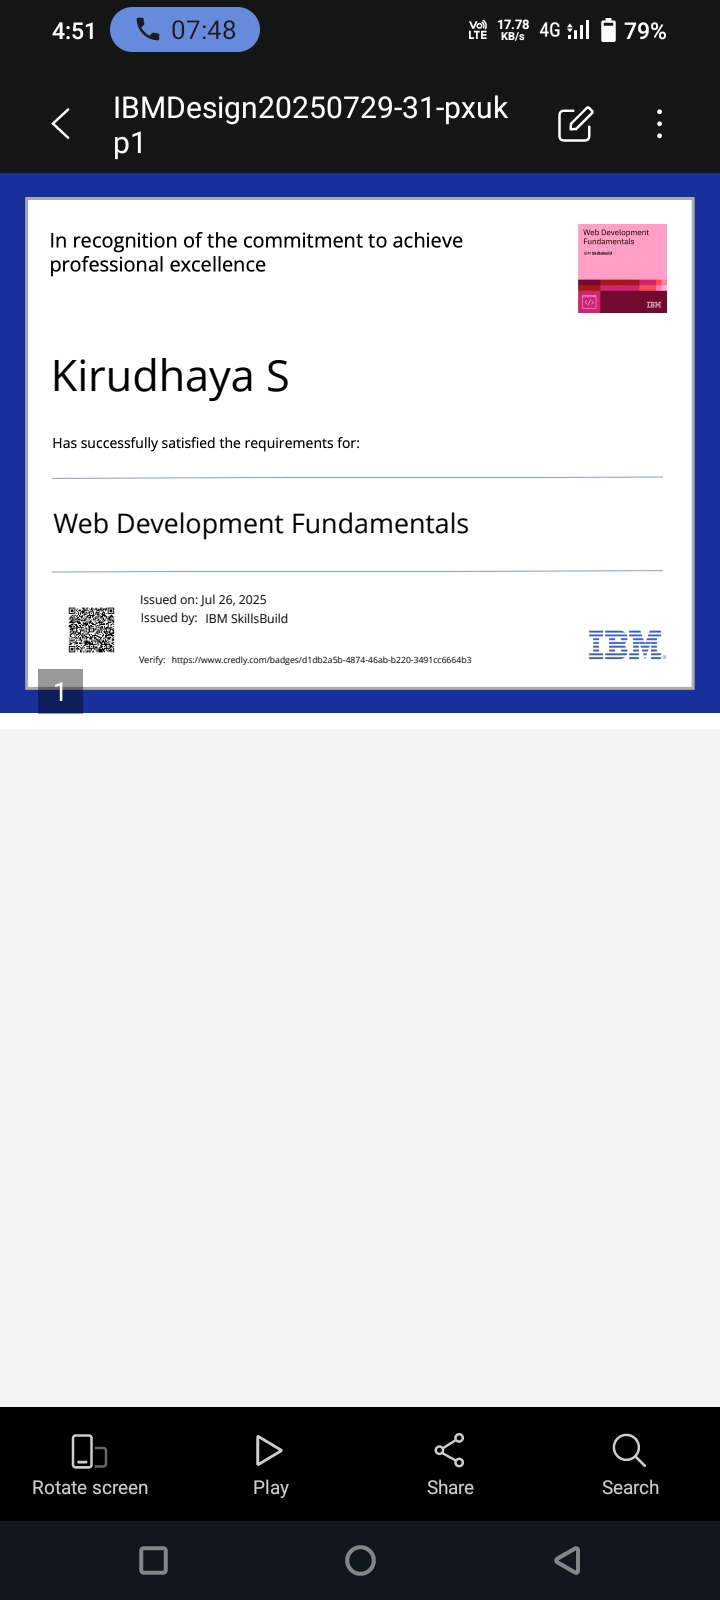 4:51 07:48 Vo) LTE 17.78 KB/s 4G 79%
IBMDesign20250729-31-pxuk
p1
In recognition of the commitment to achieve
professional excellence
Web Development
Fundamentals
IBM SkillsBuild
IBM
Kirudhaya S
Has successfully satisfied the requirements for:
Web Development Fundamentals
Issued on: Jul 26, 2025
Issued by: IBM SkillsBuild
IBM
Verify: https://www.credly.com/badges/d1db2a5b-4874-46ab-b220-3491cc6664b3
1
Rotate screen Play Share Search